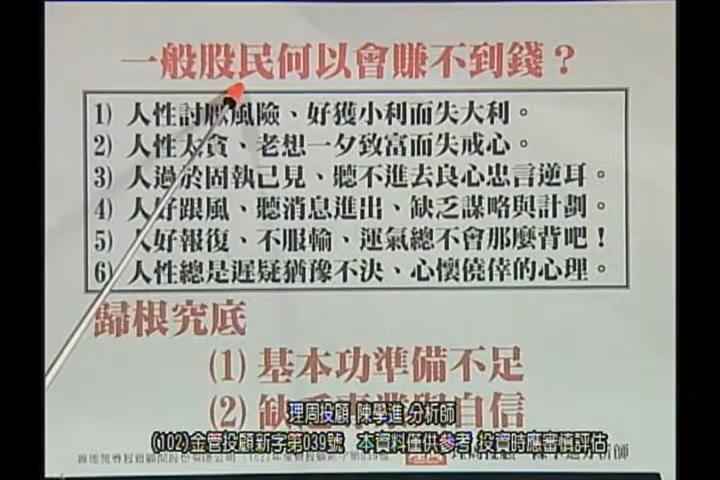 一般股民何以會賺不到錢？
1) 人性討厭風險、好獲小利而失大利。
2) 人性太貪、老想一夕致富而失戒心。
3) 人過於固執己見、聽不進去良心忠言逆耳。
4) 人好跟風、聽消息進出、缺乏謀略與計劃。
5) 人好報復、不服輸、運氣總不會那麼背吧！
6) 人性總是遲疑猶豫不決、心懷僥倖的心理。
歸根究底
(1) 基本功準備不足
(2) 缺乏專業與自信
理周投顧 陳學進 分析師
(102)金管投顧新字第039號 本資料僅供參考 投資時應審慎評估